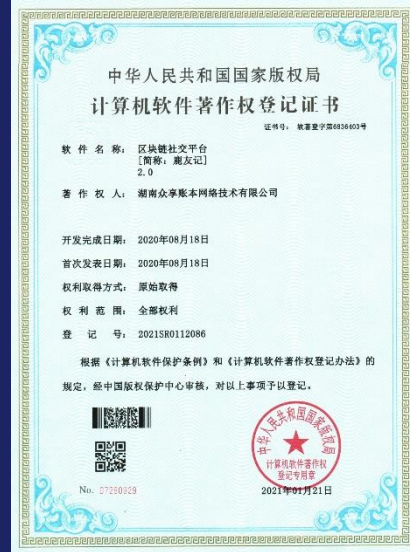 中华人民共和国国家版权局
计算机软件著作权登记证书
证书号： 软著登字第6836403号
软件名称： 区块链社交平台
[简称：鹿友记]
2.0
著作权人： 湖南众享账本网络技术有限公司
开发完成日期： 2020年08月18日
首次发表日期： 2020年08月18日
权利取得方式： 原始取得
权利范围： 全部权利
登记号： 2021SR0112086
根据《计算机软件保护条例》和《计算机软件著作权登记办法》的
规定，经中国版权保护中心审核，对以上事项予以登记。
中华人民共和国国家版权局
计算机软件著作权
登记专用章
No. 07280929
2021年01月21日